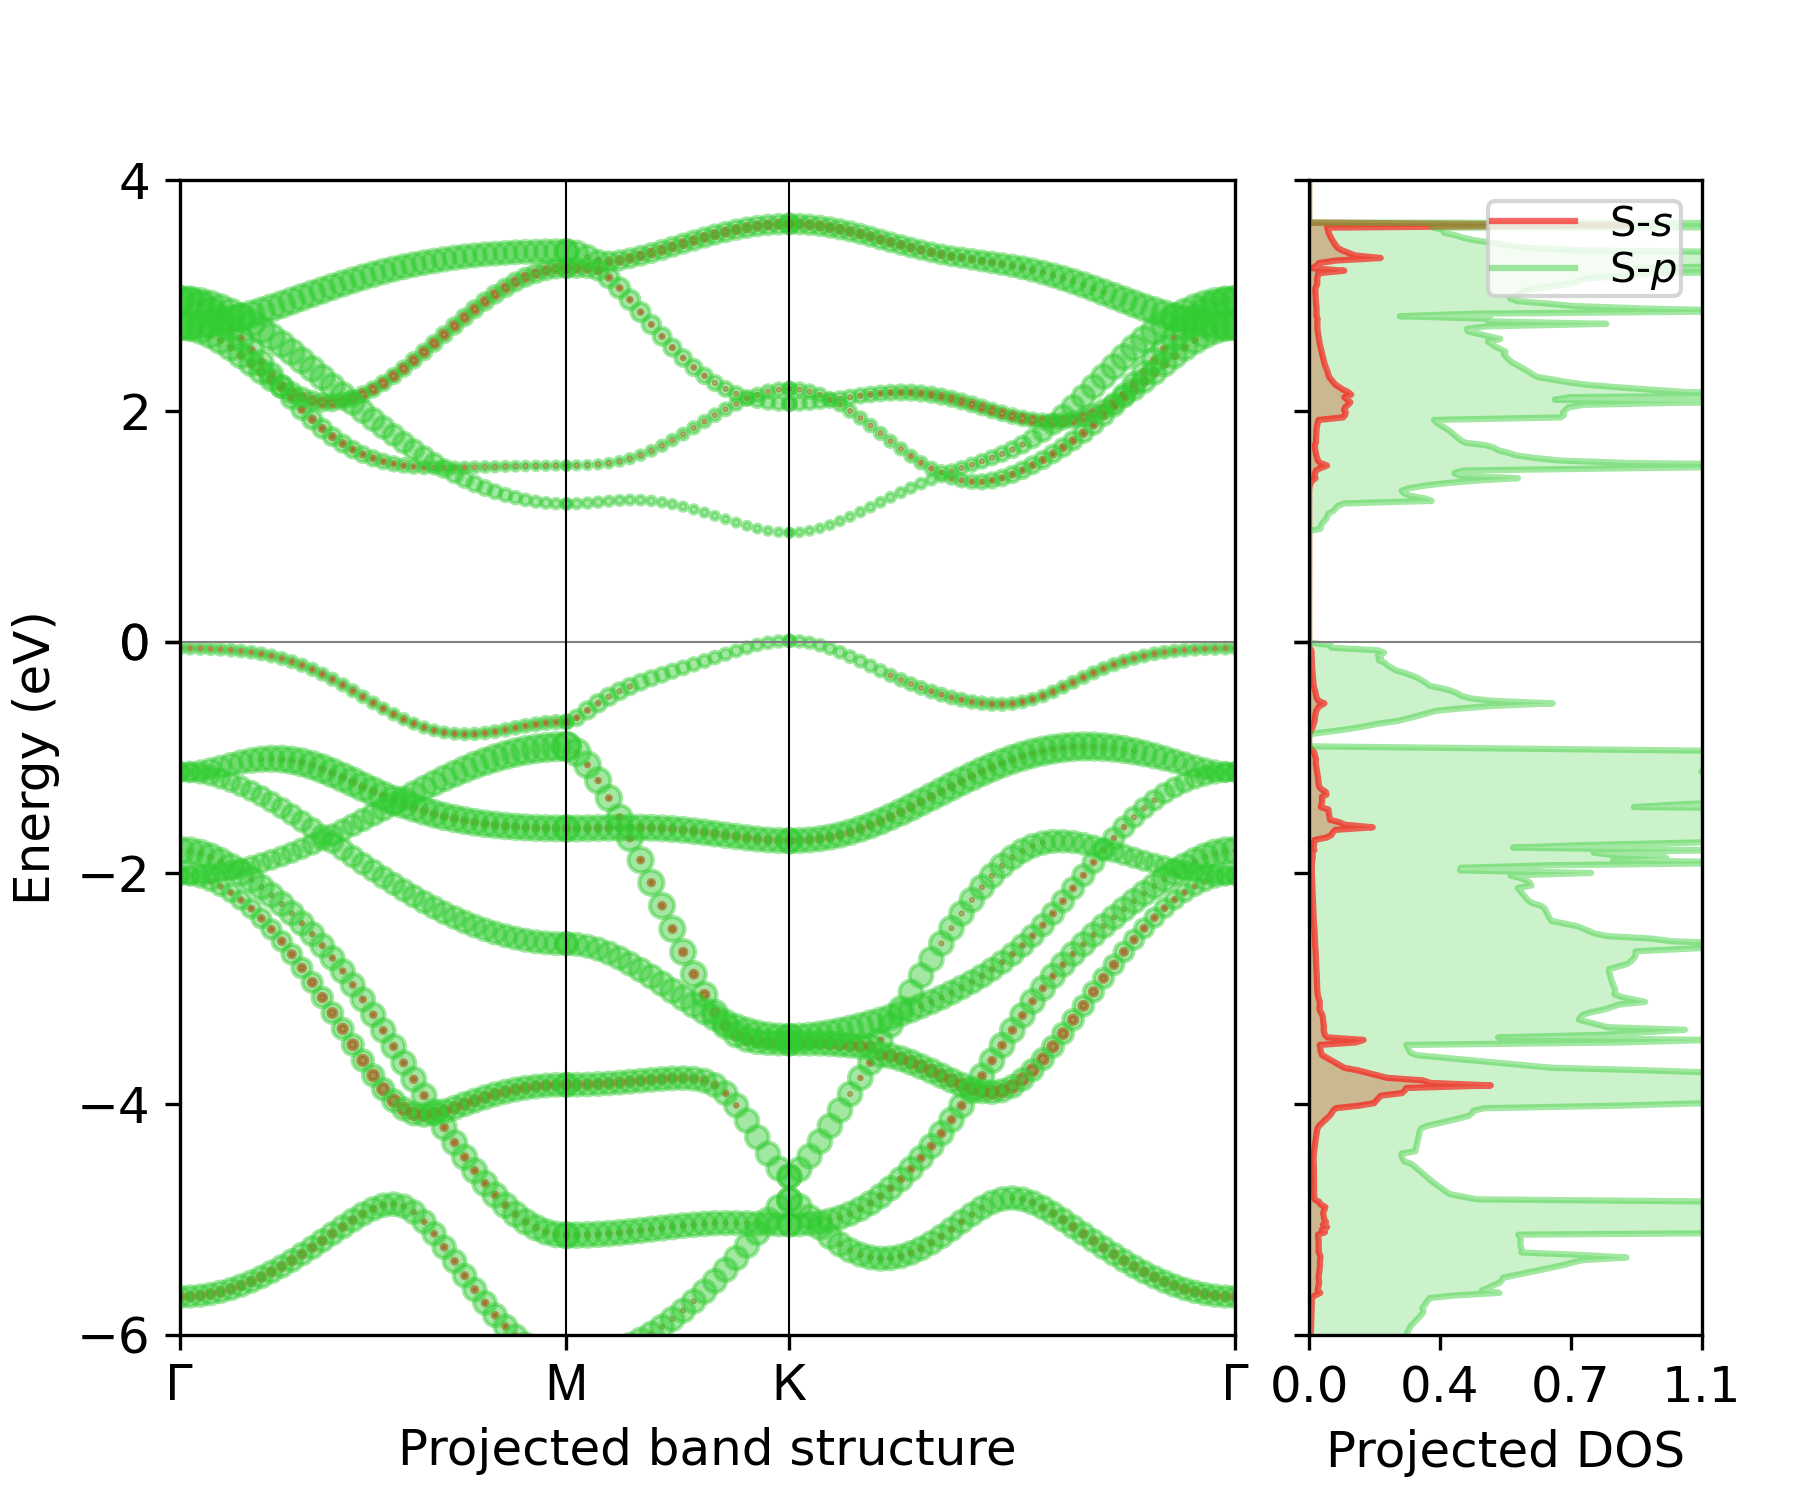 4
2
0
−2
−4
−6
Energy (eV)
Γ M K Γ
Projected band structure
S-s
S-p
0.0 0.4 0.7 1.1
Projected DOS